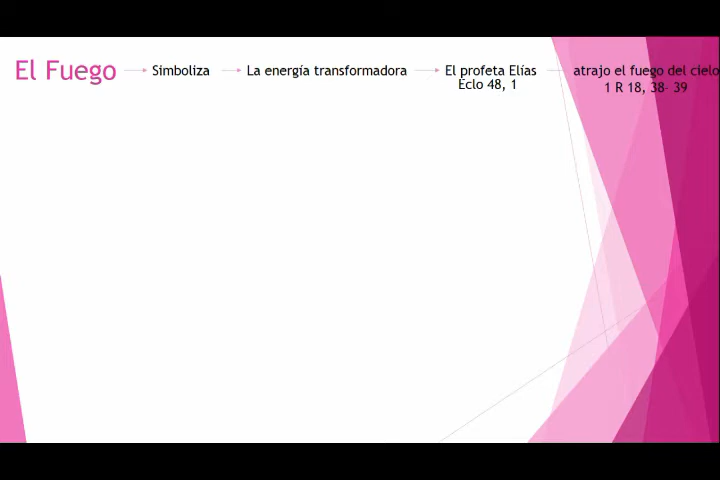 El Fuego Simboliza La energía transformadora El profeta Elías atrajo el fuego del cielo
Eclo 48, 1 1 R 18, 38- 39